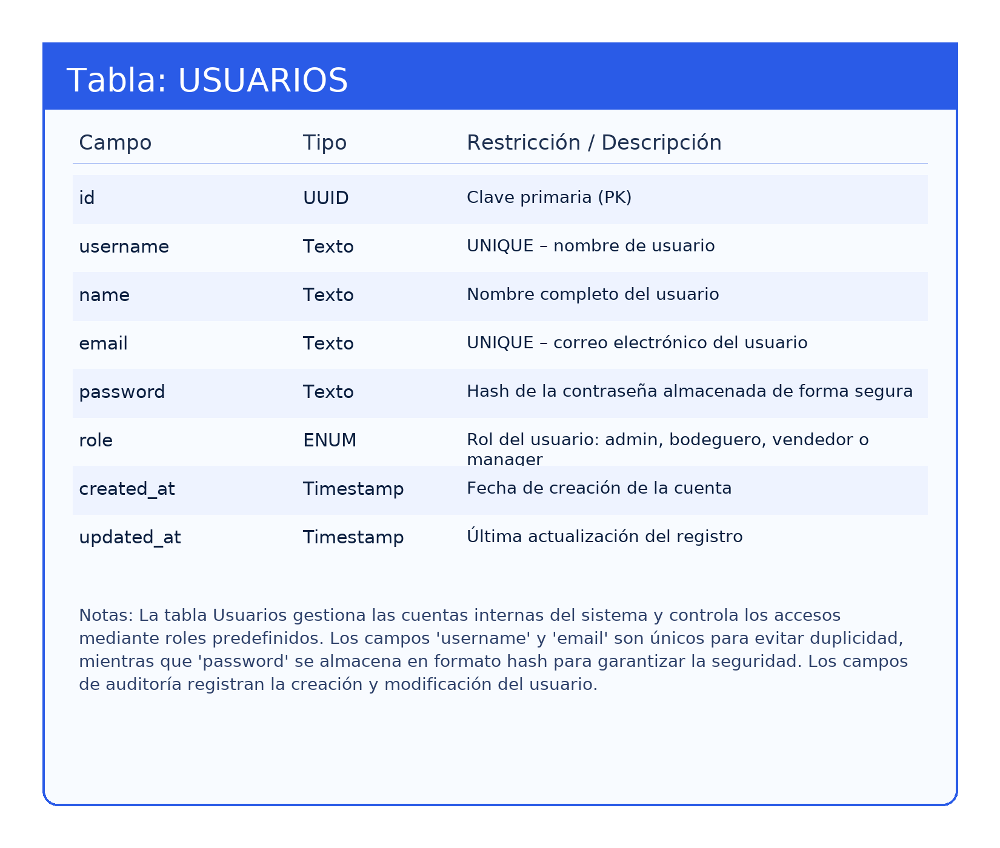 Tabla: USUARIOS
Campo Tipo Restricción / Descripción
id UUID Clave primaria (PK)
username Texto UNIQUE – nombre de usuario
name Texto Nombre completo del usuario
email Texto UNIQUE – correo electrónico del usuario
password Texto Hash de la contraseña almacenada de forma segura
role ENUM Rol del usuario: admin, bodeguero, vendedor o
manager
created_at Timestamp Fecha de creación de la cuenta
updated_at Timestamp Última actualización del registro
Notas: La tabla Usuarios gestiona las cuentas internas del sistema y controla los accesos
mediante roles predefinidos. Los campos 'username' y 'email' son únicos para evitar duplicidad,
mientras que 'password' se almacena en formato hash para garantizar la seguridad. Los campos
de auditoría registran la creación y modificación del usuario.